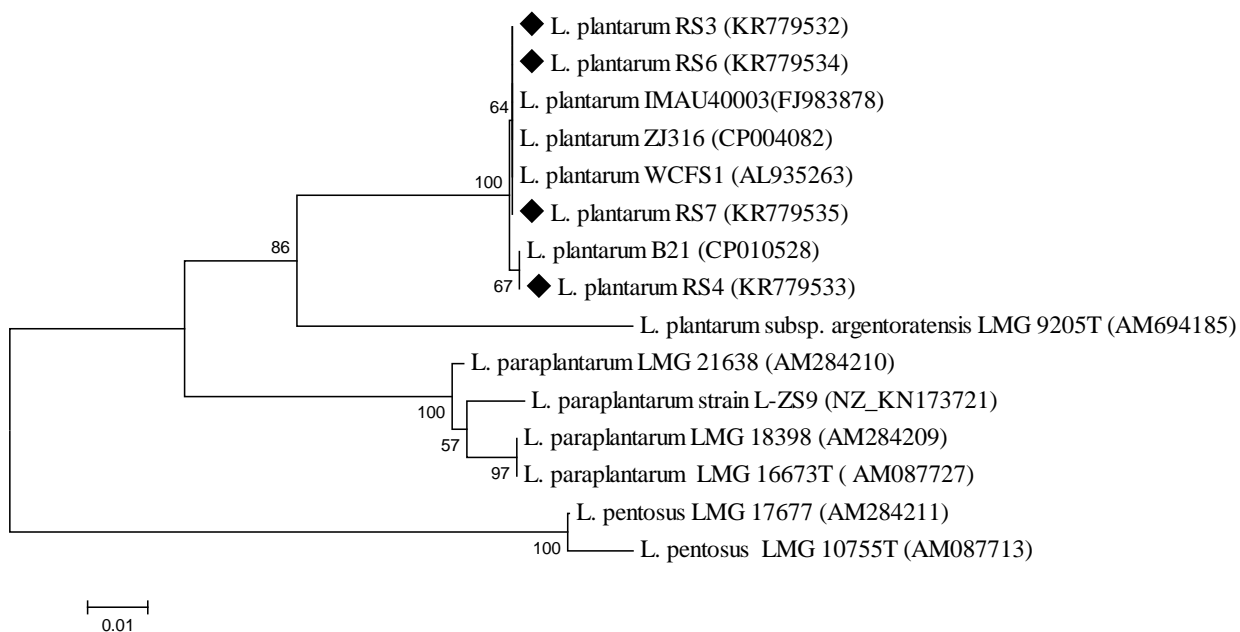 L. plantarum RS3 (KR779532)
L. plantarum RS6 (KR779534)
64
L. plantarum IMAU40003(FJ983878)
L. plantarum ZJ316 (CP004082)
L. plantarum WCFS1 (AL935263)
100
L. plantarum RS7 (KR779535)
86
L. plantarum B21 (CP010528)
67
L. plantarum RS4 (KR779533)
L. plantarum subsp. argentoratensis LMG 9205T (AM694185)
L. paraplantarum LMG 21638 (AM284210)
100
L. paraplantarum strain L-ZS9 (NZ_KN173721)
57
L. paraplantarum LMG 18398 (AM284209)
97
L. paraplantarum LMG 16673T ( AM087727)
L. pentosus LMG 17677 (AM284211)
100
L. pentosus LMG 10755T (AM087713)
0.01